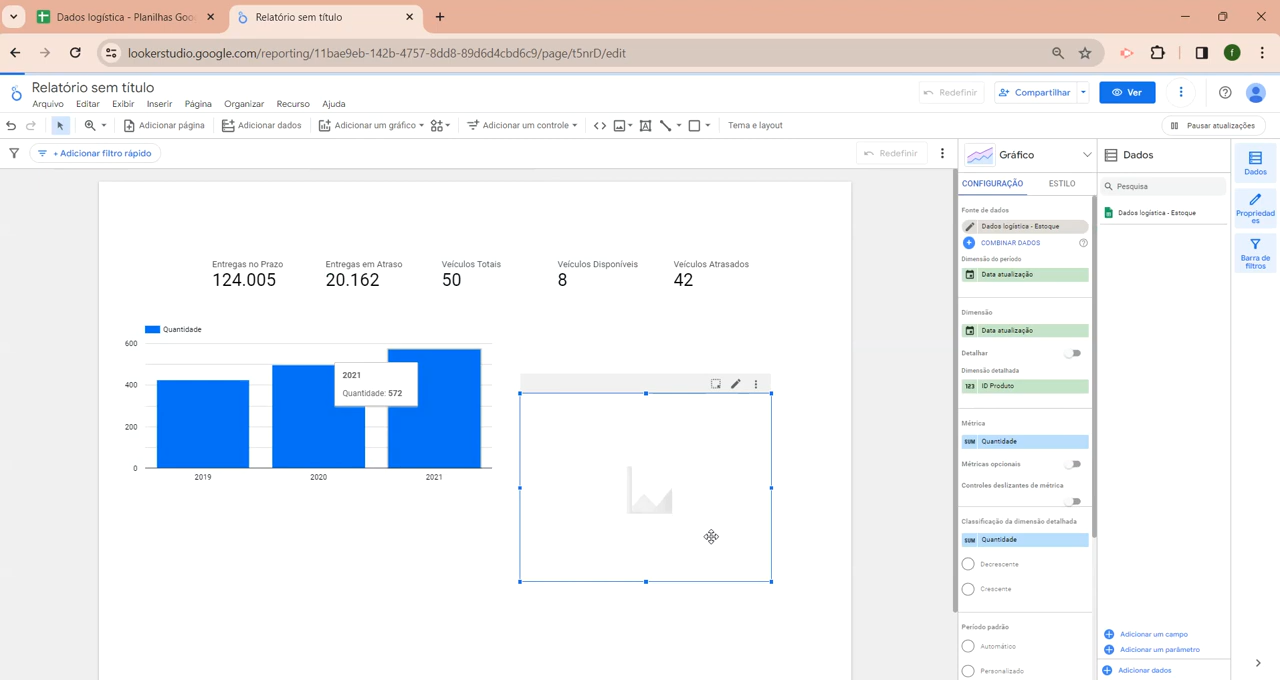 Dados logística - Planilhas Goo
Relatório sem título
lookerstudio.google.com/reporting/11bae9eb-142b-4757-8dd8-89d6d4cbd6c9/page/t5nrD/edit
f
Relatório sem título
Arquivo Editar Exibir Inserir Página Organizar Recurso Ajuda
Redefinir
Compartilhar
Ver
Adicionar página
Adicionar dados
Adicionar um gráfico
Adicionar um controle
Tema e layout
Pausar atualizações
+ Adicionar filtro rápido
Redefinir
Entregas no Prazo
124.005
Entregas em Atraso
20.162
Veículos Totais
50
Veículos Disponíveis
8
Veículos Atrasados
42
Quantidade
600
400
200
0
2019
2020
2021
2021
Quantidade: 572
Gráfico
CONFIGURAÇÃO
ESTILO
Fonte de dados
Dados logística - Estoque
COMBINAR DADOS
Dimensão do período
Data atualização
Dimensão
Data atualização
Detalhar
Dimensão detalhada
123 ID Produto
Métrica
SUM Quantidade
Métricas opcionais
Controles deslizantes de métrica
Classificação da dimensão detalhada
SUM Quantidade
Decrescente
Crescente
Período padrão
Automático
Personalizado
Dados
Pesquisa
Dados logística - Estoque
Adicionar um campo
Adicionar um parâmetro
Adicionar dados
Dados
Propriedad
es
Barra de
filtros